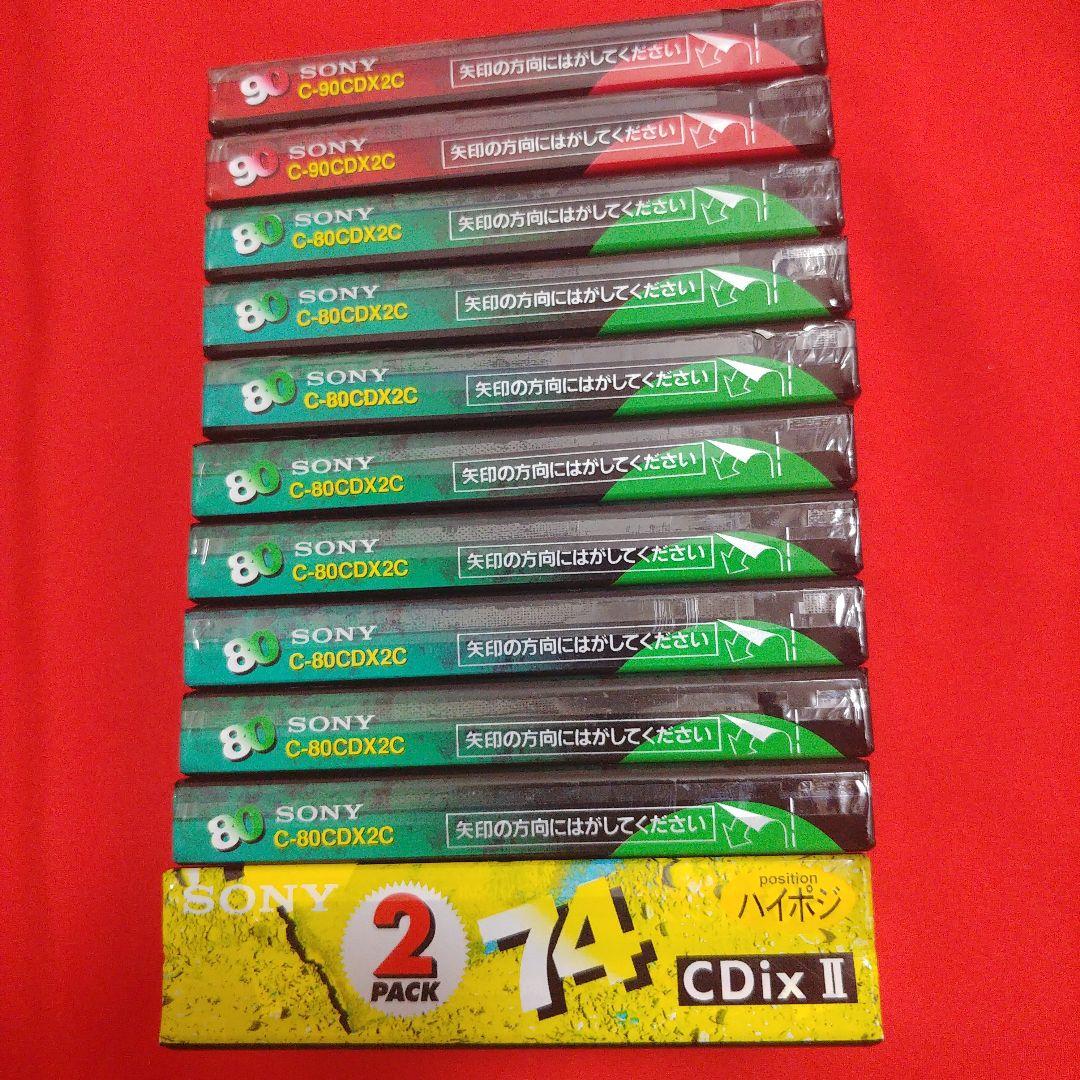 90 SONY
C-90CDX2C
矢印の方向にはがしてください
90 SONY
C-90CDX2C
矢印の方向にはがしてください
80 SONY
C-80CDX2C
矢印の方向にはがしてください
80 SONY
C-80CDX2C
矢印の方向にはがしてください
80 SONY
C-80CDX2C
矢印の方向にはがしてください
80 SONY
C-80CDX2C
矢印の方向にはがしてください
80 SONY
C-80CDX2C
矢印の方向にはがしてください
80 SONY
C-80CDX2C
矢印の方向にはがしてください
80 SONY
C-80CDX2C
矢印の方向にはがしてください
80 SONY
C-80CDX2C
矢印の方向にはがしてください
SONY
2
PACK
74
position
ハイポジ
CDix II